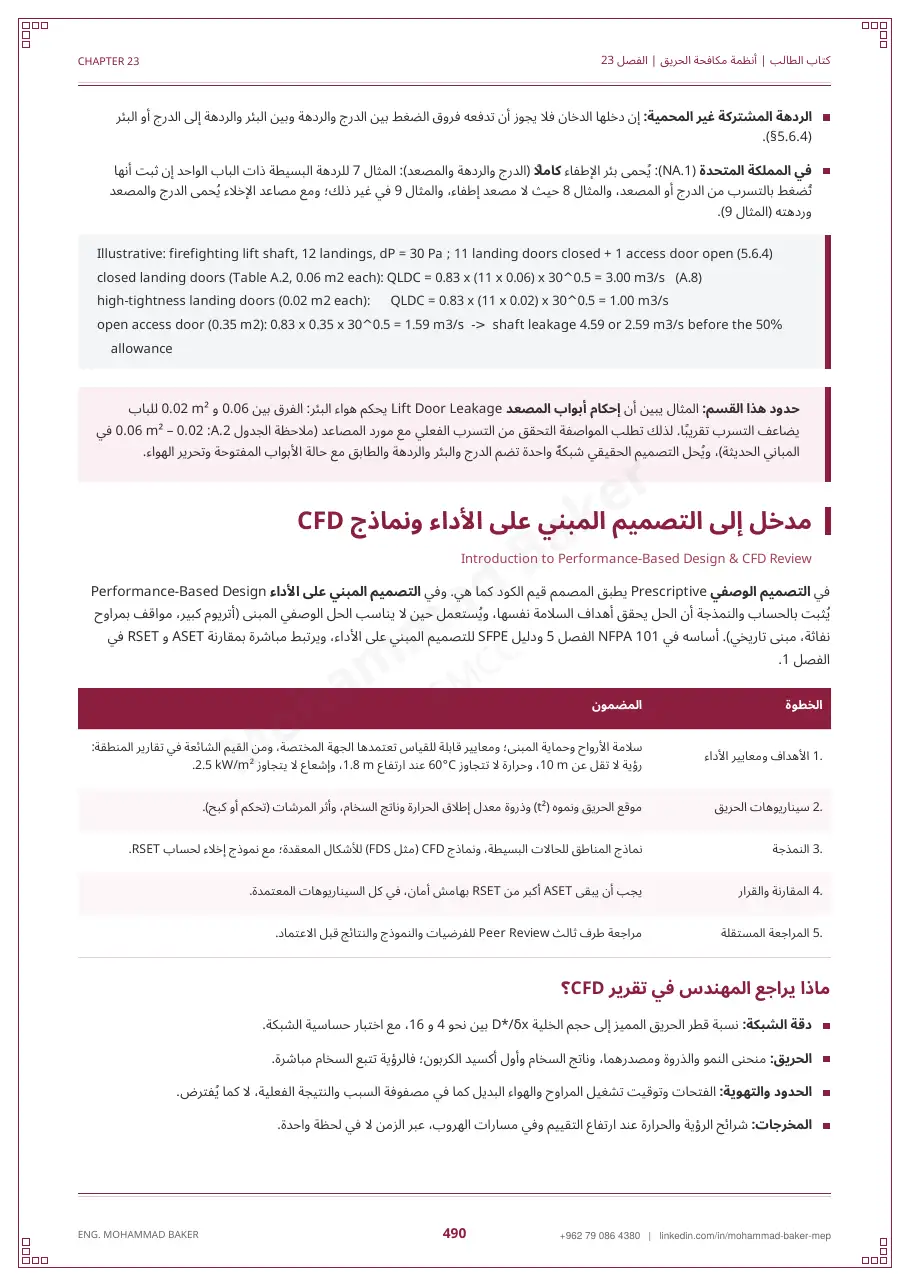 كتاب الطالب | أنظمة مكافحة الحريق | الفصل 23
CHAPTER 23
الردهة المشتركة غير المحمية: إن دخلها الدخان فلا يجوز أن تدفعه فروق الضغط بين الدرج والردهة وبين البئر والردهة إلى الدرج أو البئر
(§5.6.4).
في المملكة المتحدة (NA.1): يُحمى بئر الإطفاء كاملًا (الدرج والردهة والمصعد): المثال 7 للردهة البسيطة ذات الباب الواحد إن ثبت أنها
تُضغط بالتسرب من الدرج أو المصعد، والمثال 8 حيث لا مصعد إطفاء، والمثال 9 في غير ذلك؛ ومع مصاعد الإخلاء يُحمى الدرج والمصعد
وردهته (المثال 9).
Illustrative: firefighting lift shaft, 12 landings, dP = 30 Pa ; 11 landing doors closed + 1 access door open (5.6.4)
closed landing doors (Table A.2, 0.06 m2 each): QLDC = 0.83 x (11 x 0.06) x 30^0.5 = 3.00 m3/s (A.8)
high-tightness landing doors (0.02 m2 each): QLDC = 0.83 x (11 x 0.02) x 30^0.5 = 1.00 m3/s
open access door (0.35 m2): 0.83 x 0.35 x 30^0.5 = 1.59 m3/s -> shaft leakage 4.59 or 2.59 m3/s before the 50%
allowance
حدود هذا القسم: المثال يبين أن إحكام أبواب المصعد Lift Door Leakage يحكم هواء البئر: الفرق بين 0.06 و 0.02 m² للباب
يضاعف التسرب تقريبًا. لذلك تطلب المواصفة التحقق من التسرب الفعلي مع مورد المصاعد (ملاحظة الجدول A.2: 0.02 – 0.06 m² في
المباني الحديثة)، ويُحل التصميم الحقيقي شبكةً واحدة تضم الدرج والبئر والردهة والطابق مع حالة الأبواب المفتوحة وتحرير الهواء.
مدخل إلى التصميم المبني على الأداء ونماذج CFD
Introduction to Performance-Based Design & CFD Review
في التصميم الوصفي Prescriptive يطبق المصمم قيم الكود كما هي. وفي التصميم المبني على الأداء Performance-Based Design
يُثبت بالحساب والنمذجة أن الحل يحقق أهداف السلامة نفسها، ويُستعمل حين لا يناسب الحل الوصفي المبنى (أتريوم كبير، مواقف بمراوح
نفاثة، مبنى تاريخي). أساسه في NFPA 101 الفصل 5 ودليل SFPE للتصميم المبني على الأداء، ويرتبط مباشرة بمقارنة ASET و RSET في
الفصل 1.
الخطوة المضمون
1. الأهداف ومعايير الأداء سلامة الأرواح وحماية المبنى؛ ومعايير قابلة للقياس تعتمدها الجهة المختصة، ومن القيم الشائعة في تقارير المنطقة:
رؤية لا تقل عن 10 m، وحرارة لا تتجاوز 60°C عند ارتفاع 1.8 m، وإشعاع لا يتجاوز 2.5 kW/m².
2. سيناريوهات الحريق موقع الحريق ونموه (t²) وذروة معدل إطلاق الحرارة وناتج السخام، وأثر المرشات (تحكم أو كبح).
3. النمذجة نماذج المناطق للحالات البسيطة، ونماذج CFD (مثل FDS) للأشكال المعقدة؛ مع نموذج إخلاء لحساب RSET.
4. المقارنة والقرار يجب أن يبقى ASET أكبر من RSET بهامش أمان، في كل السيناريوهات المعتمدة.
5. المراجعة المستقلة مراجعة طرف ثالث Peer Review للفرضيات والنموذج والنتائج قبل الاعتماد.
ماذا يراجع المهندس في تقرير CFD؟
دقة الشبكة: نسبة قطر الحريق المميز إلى حجم الخلية D*/δx بين نحو 4 و 16، مع اختبار حساسية الشبكة.
الحريق: منحنى النمو والذروة ومصدرهما، وناتج السخام وأول أكسيد الكربون؛ فالرؤية تتبع السخام مباشرة.
الحدود والتهوية: الفتحات وتوقيت تشغيل المراوح والهواء البديل كما في مصفوفة السبب والنتيجة الفعلية، لا كما يُفترض.
المخرجات: شرائح الرؤية والحرارة عند ارتفاع التقييم وفي مسارات الهروب، عبر الزمن لا في لحظة واحدة.
ENG. MOHAMMAD BAKER
490
+962 79 086 4380 | linkedin.com/in/mohammad-baker-mep